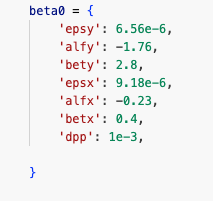 beta0 = {
'epsy': 6.56e-6,
'alfy': -1.76,
'bety': 2.8,
'epsx': 9.18e-6,
'alfx': -0.23,
'betx': 0.4,
'dpp': 1e-3,
}